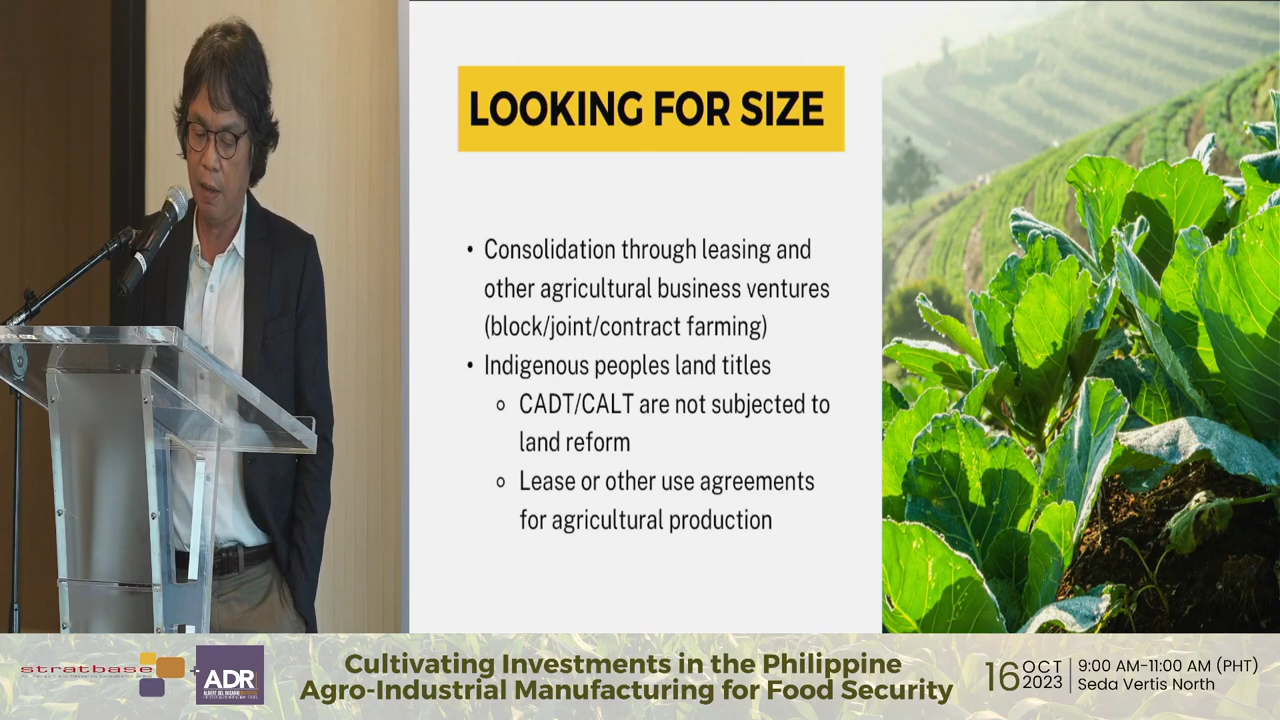 LOOKING FOR SIZE
• Consolidation through leasing and
other agricultural business ventures
(block/joint/contract farming)
• Indigenous peoples land titles
○ CADT/CALT are not subjected to
land reform
○ Lease or other use agreements
for agricultural production
stratbase
ADR
Cultivating Investments in the Philippine
Agro-Industrial Manufacturing for Food Security
16 OCT
2023
9:00 AM-11:00 AM (PHT)
Seda Vertis North